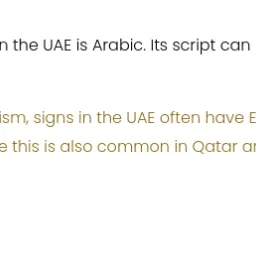 n the UAE is Arabic. Its script can
ism, signs in the UAE often have E
e this is also common in Qatar ar